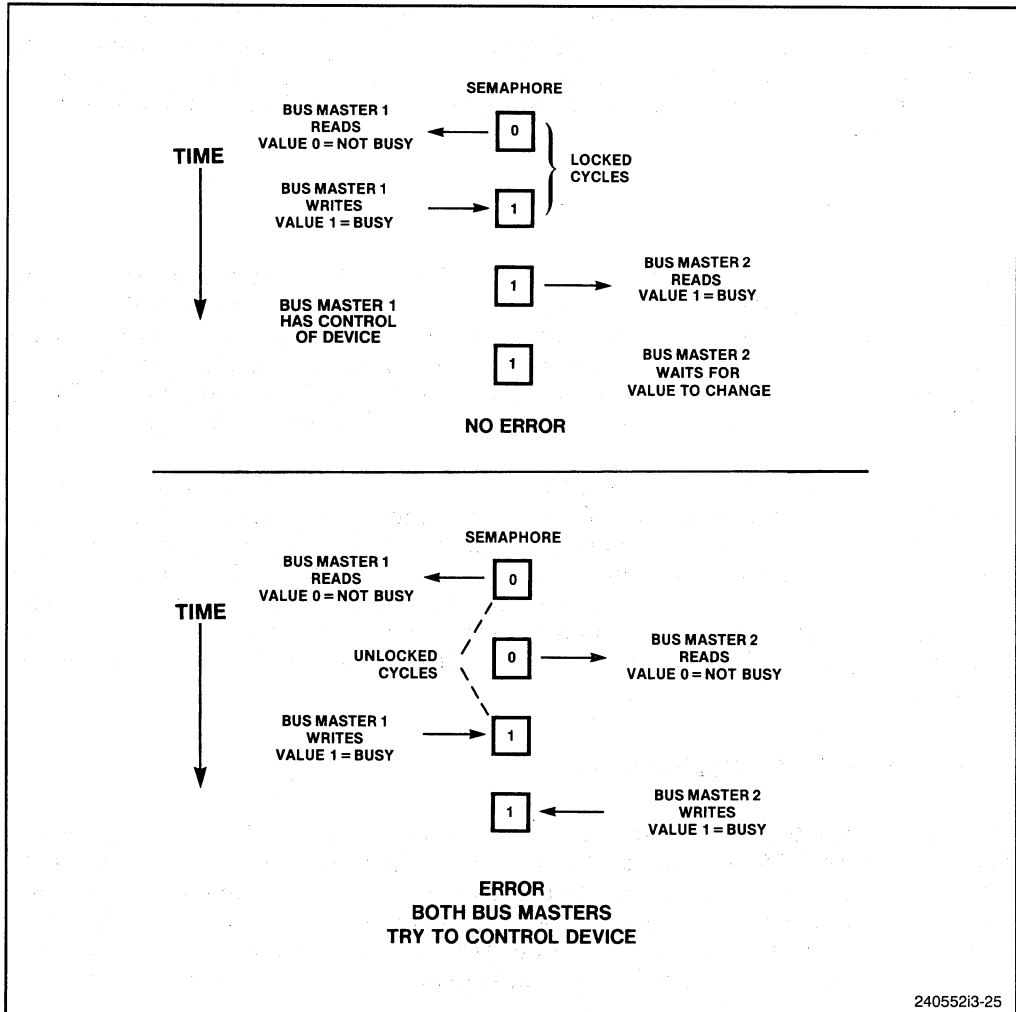 SEMAPHORE
BUS MASTER 1
READS
VALUE 0 = NOT BUSY
0
TIME
LOCKED
CYCLES
BUS MASTER 1
WRITES
VALUE 1 = BUSY
1
BUS MASTER 2
READS
VALUE 1 = BUSY
1
BUS MASTER 1
HAS CONTROL
OF DEVICE
1
BUS MASTER 2
WAITS FOR
VALUE TO CHANGE
NO ERROR
SEMAPHORE
BUS MASTER 1
READS
VALUE 0 = NOT BUSY
0
TIME
UNLOCKED
CYCLES
0
BUS MASTER 2
READS
VALUE 0 = NOT BUSY
BUS MASTER 1
WRITES
VALUE 1 = BUSY
1
1
BUS MASTER 2
WRITES
VALUE 1 = BUSY
ERROR
BOTH BUS MASTERS
TRY TO CONTROL DEVICE
240552i3-25